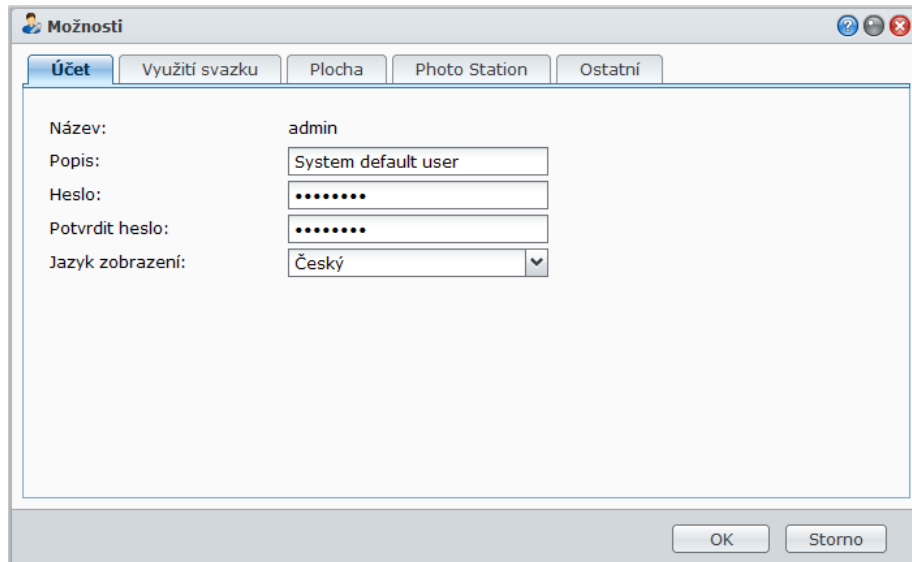 Možnosti
Účet Využití svazku Plocha Photo Station Ostatní
Název: admin
Popis: System default user
Heslo: ••••••••
Potvrdit heslo: ••••••••
Jazyk zobrazení: Český
OK Storno